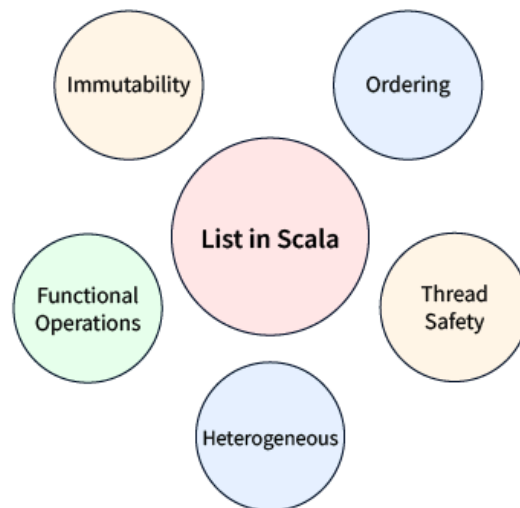 Immutability
Ordering
List in Scala
Functional
Operations
Thread
Safety
Heterogeneous